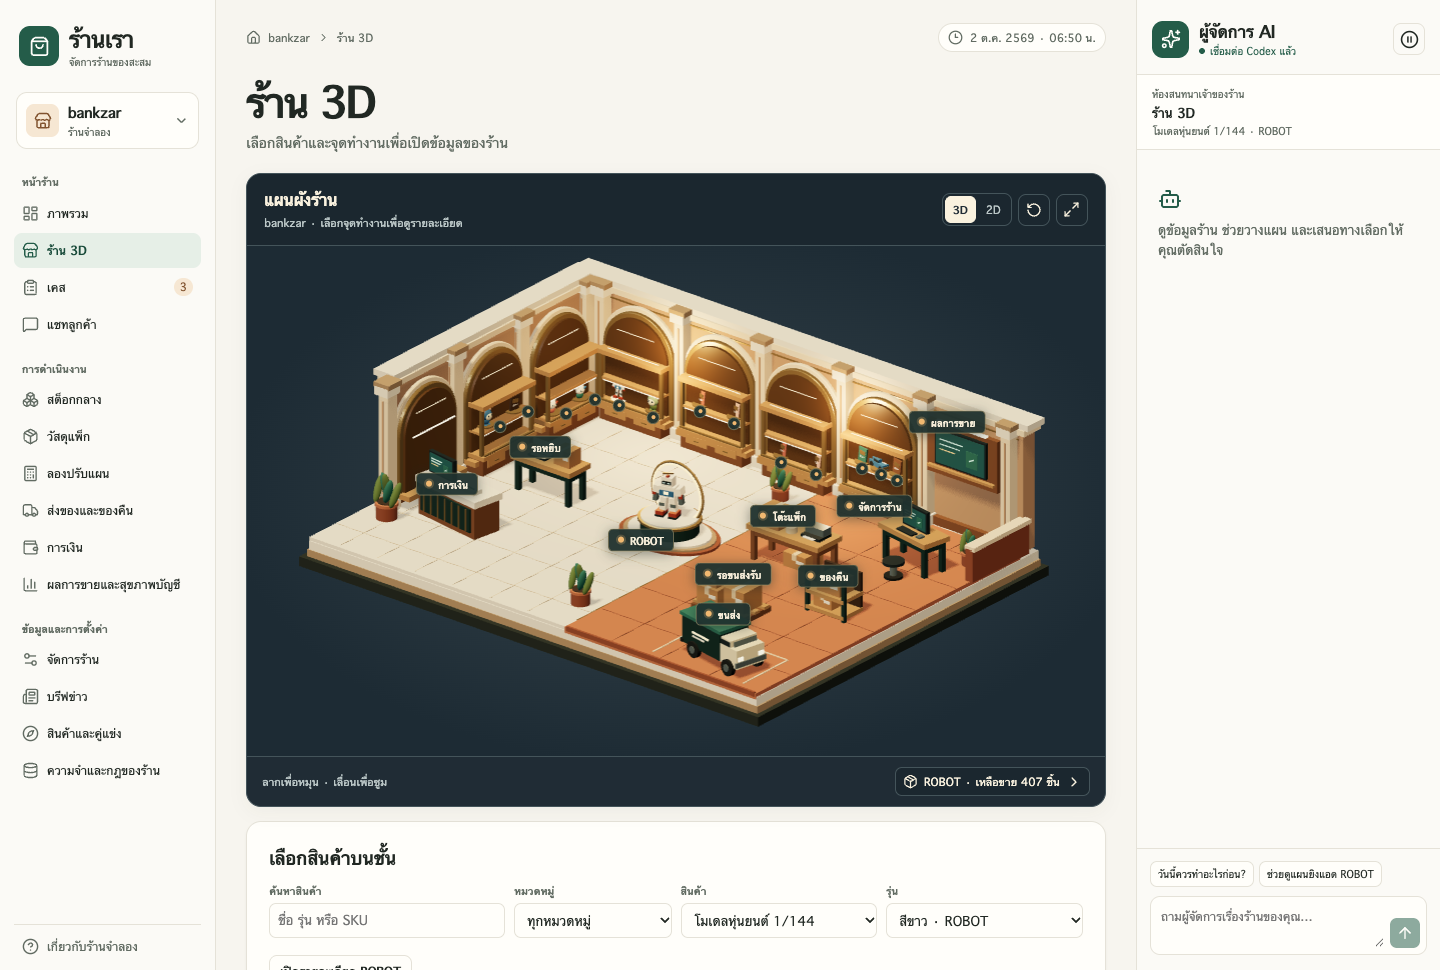 ร้านเรา
จัดการร้านของสะสม
bankzar
ร้านจำลอง
หน้าร้าน
ภาพรวม
ร้าน 3D
เคส
3
แชทลูกค้า
การดำเนินงาน
สต็อกกลาง
วัสดุแพ็ก
ลองปรับแผน
ส่งของและของคืน
การเงิน
ผลการขายและสุขภาพบัญชี
ข้อมูลและการตั้งค่า
จัดการร้าน
บรีฟข่าว
สินค้าและคู่แข่ง
ความจำและกฎของร้าน
เกี่ยวกับร้านจำลอง
bankzar
ร้าน 3D
2 ต.ค. 2569 · 06:50 น.
ร้าน 3D
เลือกสินค้าและจุดทำงานเพื่อเปิดข้อมูลของร้าน
แผนผังร้าน
bankzar · เลือกจุดทำงานเพื่อดูรายละเอียด
3D
2D
ผลการขาย
รอหยิบ
การเงิน
จัดการร้าน
โต๊ะแพ็ก
ROBOT
รอขนส่งรับ
ของคืน
ขนส่ง
ลากเพื่อหมุน · เลื่อนเพื่อซูม
ROBOT · เหลือขาย 407 ชิ้น
เลือกสินค้าบนชั้น
ค้นหาสินค้า
หมวดหมู่
สินค้า
รุ่น
ชื่อ รุ่น หรือ SKU
ทุกหมวดหมู่
โมเดลหุ่นยนต์ 1/144
สีขาว · ROBOT
เปิดรายละเอียด ROBOT
ผู้จัดการ AI
เชื่อมต่อ Codex แล้ว
ห้องสนทนาเจ้าของร้าน
ร้าน 3D
โมเดลหุ่นยนต์ 1/144 · ROBOT
ดูข้อมูลร้าน ช่วยวางแผน และเสนอทางเลือกให้
คุณตัดสินใจ
วันนี้ควรทำอะไรก่อน?
ช่วยดูแผนยิงแอด ROBOT
ถามผู้จัดการเรื่องร้านของคุณ...